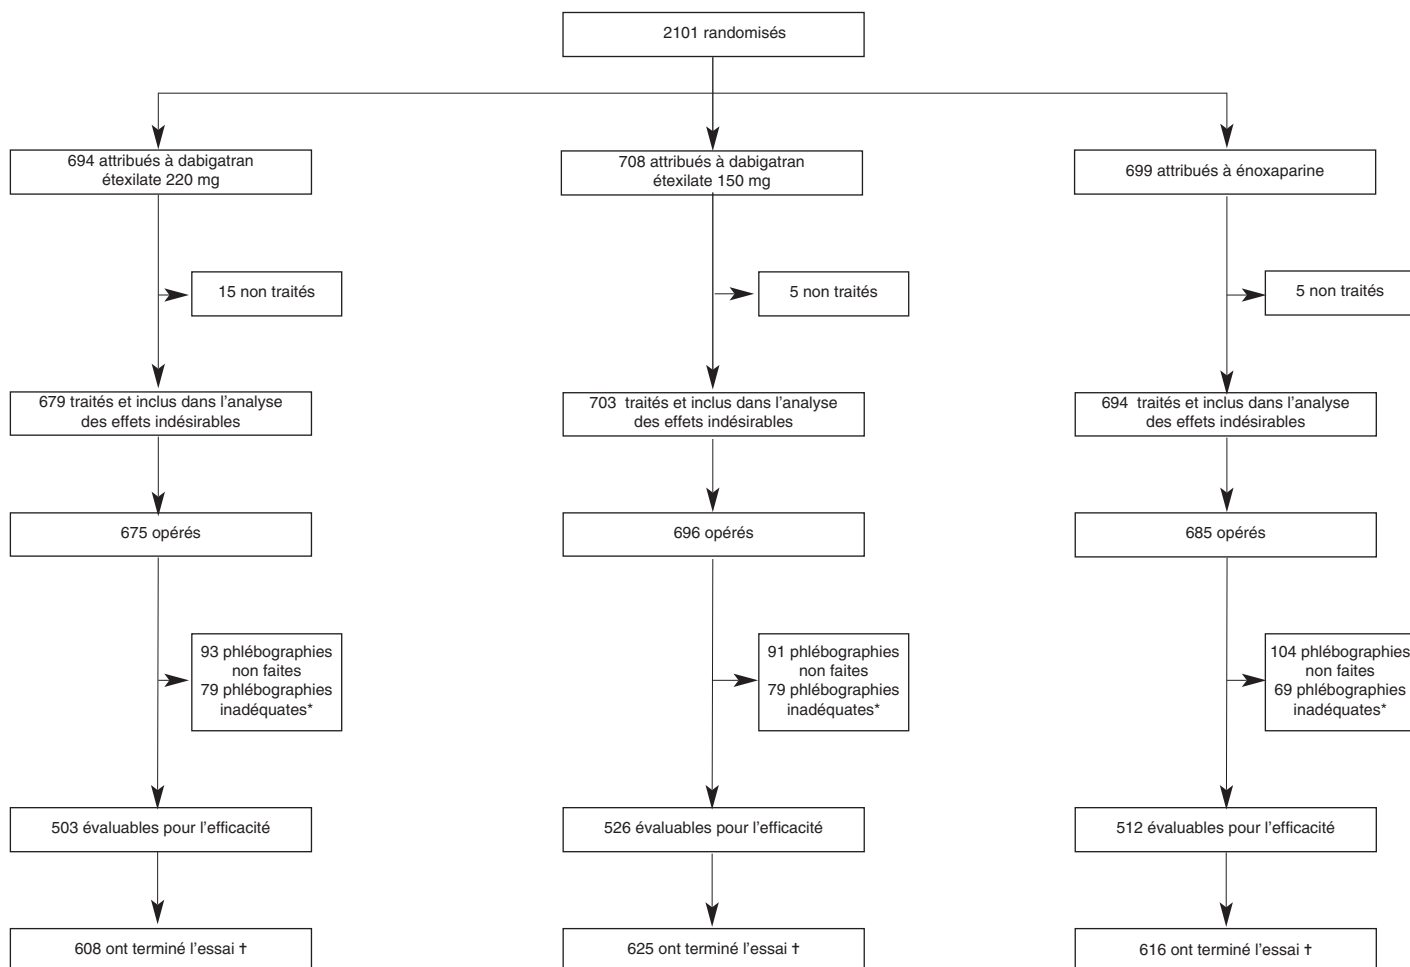 2101 randomisés
694 attribués à dabigatran
étexilate 220 mg
708 attribués à dabigatran
étexilate 150 mg
699 attribués à énoxaparine
15 non traités
5 non traités
5 non traités
679 traités et inclus dans l'analyse
des effets indésirables
703 traités et inclus dans l'analyse
des effets indésirables
694 traités et inclus dans l'analyse
des effets indésirables
675 opérés
696 opérés
685 opérés
93 phlébographies
non faites
79 phlébographies
inadéquates*
91 phlébographies
non faites
79 phlébographies
inadéquates*
104 phlébographies
non faites
69 phlébographies
inadéquates*
503 évaluables pour l'efficacité
526 évaluables pour l'efficacité
512 évaluables pour l'efficacité
608 ont terminé l'essai †
625 ont terminé l'essai †
616 ont terminé l'essai †